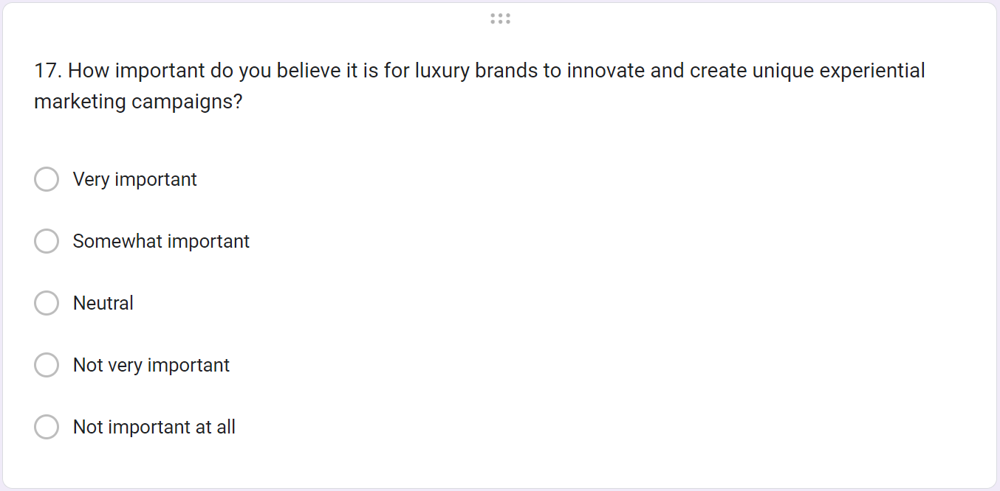 17. How important do you believe it is for luxury brands to innovate and create unique experiential
marketing campaigns?
Very important
Somewhat important
Neutral
Not very important
Not important at all